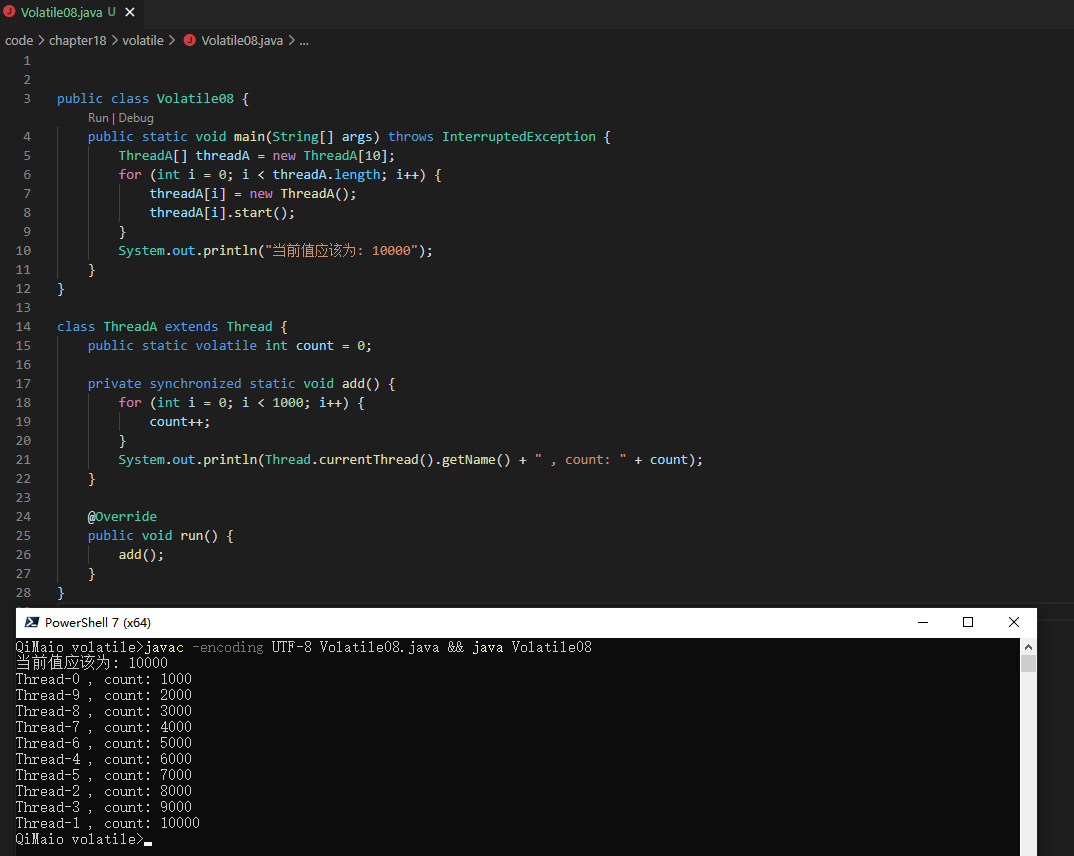 Volatile08.java U
code > chapter18 > volatile > Volatile08.java > ...
1
2
3 public class Volatile08 {
Run | Debug
4 public static void main(String[] args) throws InterruptedException {
5 ThreadA[] threadA = new ThreadA[10];
6 for (int i = 0; i < threadA.length; i++) {
7 threadA[i] = new ThreadA();
8 threadA[i].start();
9 }
10 System.out.println("当前值应该为: 10000");
11 }
12 }
13
14 class ThreadA extends Thread {
15 public static volatile int count = 0;
16
17 private synchronized static void add() {
18 for (int i = 0; i < 1000; i++) {
19 count++;
20 }
21 System.out.println(Thread.currentThread().getName() + " , count: " + count);
22 }
23
24 @Override
25 public void run() {
26 add();
27 }
28 }
PowerShell 7 (x64)
QiMaio volatile>javac -encoding UTF-8 Volatile08.java && java Volatile08
当前值应该为: 10000
Thread-0 , count: 1000
Thread-9 , count: 2000
Thread-8 , count: 3000
Thread-7 , count: 4000
Thread-6 , count: 5000
Thread-4 , count: 6000
Thread-5 , count: 7000
Thread-2 , count: 8000
Thread-3 , count: 9000
Thread-1 , count: 10000
QiMaio volatile>